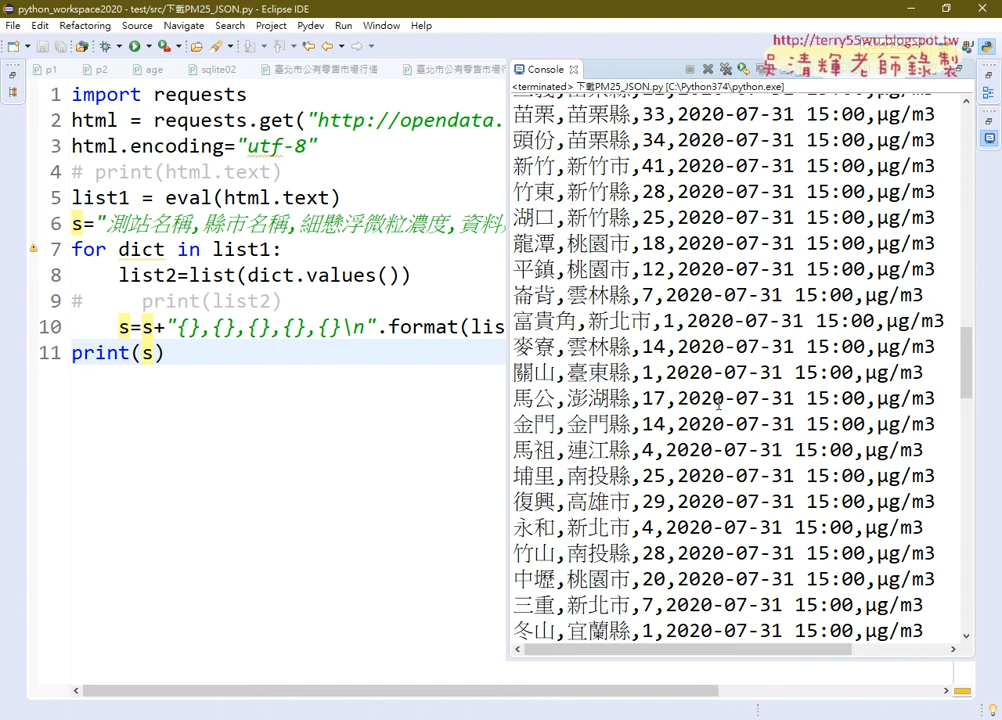 python_workspace2020 - test/src/下載PM25_JSON.py - Eclipse IDE
File Edit Refactoring Source Navigate Search Project Pydev Run Window Help
http://terry55wu.blogspot.tw
吳清輝老師錄製
p1 p2 age sqlite02 臺北市公有零售市場行情 臺北市公有零售市場行
Console
<terminated> 下載PM25_JSON.py [C:\Python374\python.exe]
1 import requests
2 html = requests.get("http://opendata.
3 html.encoding="utf-8"
4 # print(html.text)
5 list1 = eval(html.text)
6 s="測站名稱,縣市名稱,細懸浮微粒濃度,資料
7 for dict in list1:
8 list2=list(dict.values())
9 # print(list2)
10 s=s+"{},{},{},{},{}\n".format(lis
11 print(s)
苗栗,苗栗縣,33,2020-07-31 15:00,μg/m3
頭份,苗栗縣,34,2020-07-31 15:00,μg/m3
新竹,新竹市,41,2020-07-31 15:00,μg/m3
竹東,新竹縣,28,2020-07-31 15:00,μg/m3
湖口,新竹縣,25,2020-07-31 15:00,μg/m3
龍潭,桃園市,18,2020-07-31 15:00,μg/m3
平鎮,桃園市,12,2020-07-31 15:00,μg/m3
崙背,雲林縣,7,2020-07-31 15:00,μg/m3
富貴角,新北市,1,2020-07-31 15:00,μg/m3
麥寮,雲林縣,14,2020-07-31 15:00,μg/m3
關山,臺東縣,1,2020-07-31 15:00,μg/m3
馬公,澎湖縣,17,2020-07-31 15:00,μg/m3
金門,金門縣,14,2020-07-31 15:00,μg/m3
馬祖,連江縣,4,2020-07-31 15:00,μg/m3
埔里,南投縣,25,2020-07-31 15:00,μg/m3
復興,高雄市,29,2020-07-31 15:00,μg/m3
永和,新北市,4,2020-07-31 15:00,μg/m3
竹山,南投縣,28,2020-07-31 15:00,μg/m3
中壢,桃園市,20,2020-07-31 15:00,μg/m3
三重,新北市,7,2020-07-31 15:00,μg/m3
冬山,宜蘭縣,1,2020-07-31 15:00,μg/m3